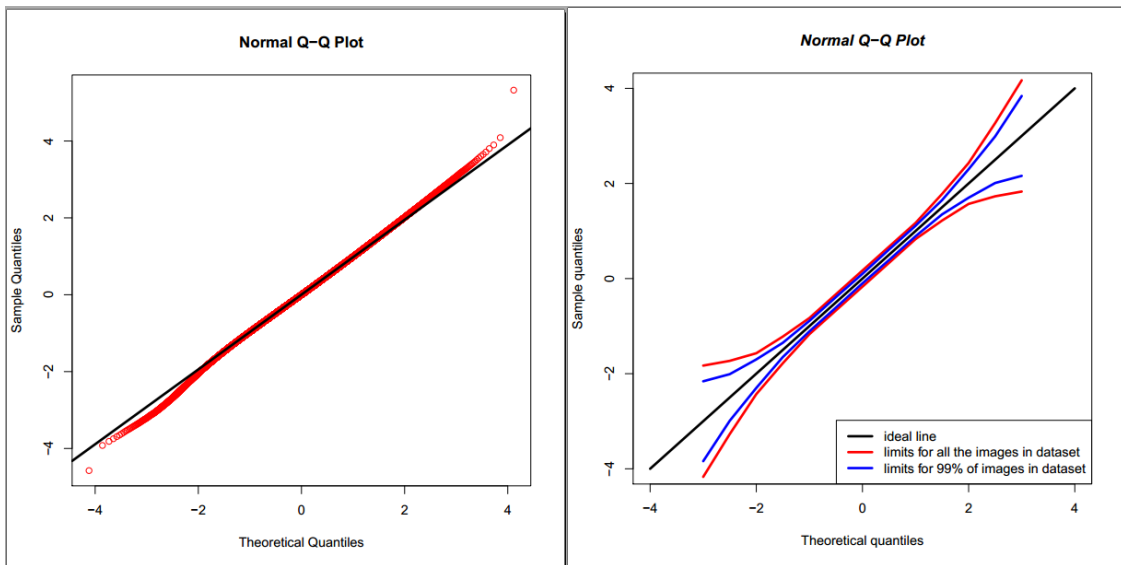 Normal Q−Q Plot
Sample Quantiles
4
2
0
−2
−4
−4
−2
0
2
4
Theoretical Quantiles
Normal Q−Q Plot
Sample quantiles
4
2
0
−2
−4
ideal line
limits for all the images in dataset
limits for 99% of images in dataset
−4
−2
0
2
4
Theoretical quantiles